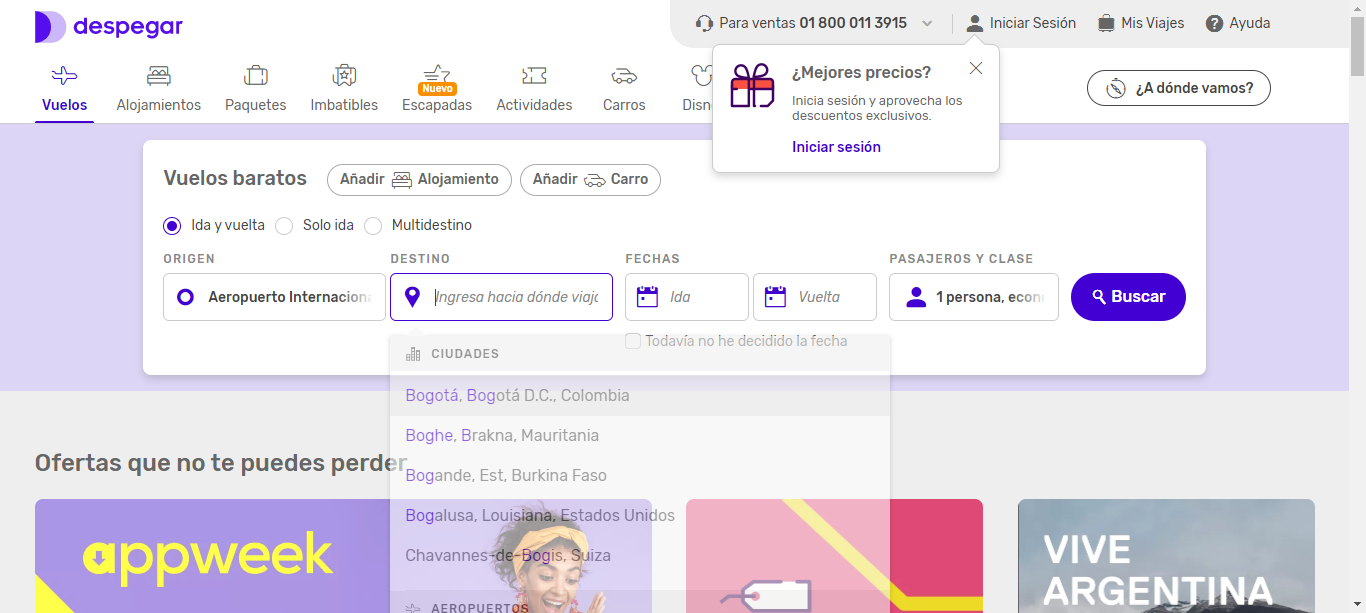 despegar
Para ventas 01 800 011 3915
Iniciar Sesión
Mis Viajes
Ayuda
Vuelos
Alojamientos
Paquetes
Imbatibles
Nuevo
Escapadas
Actividades
Carros
Disn
¿A dónde vamos?
¿Mejores precios?
Inicia sesión y aprovecha los
descuentos exclusivos.
Iniciar sesión
Vuelos baratos
Añadir Alojamiento
Añadir Carro
Ida y vuelta
Solo ida
Multidestino
ORIGEN
DESTINO
FECHAS
PASAJEROS Y CLASE
Aeropuerto Internaciona
Ingresa hacia dónde viaja
Ida
Vuelta
1 persona, econ
Buscar
Todavía no he decidido la fecha
CIUDADES
Bogotá, Bogotá D.C., Colombia
Boghe, Brakna, Mauritania
Bogande, Est, Burkina Faso
Bogalusa, Louisiana, Estados Unidos
Chavannes-de-Bogis, Suiza
AEROPUERTOS
Ofertas que no te puedes perder
appweek
VIVE
ARGENTINA